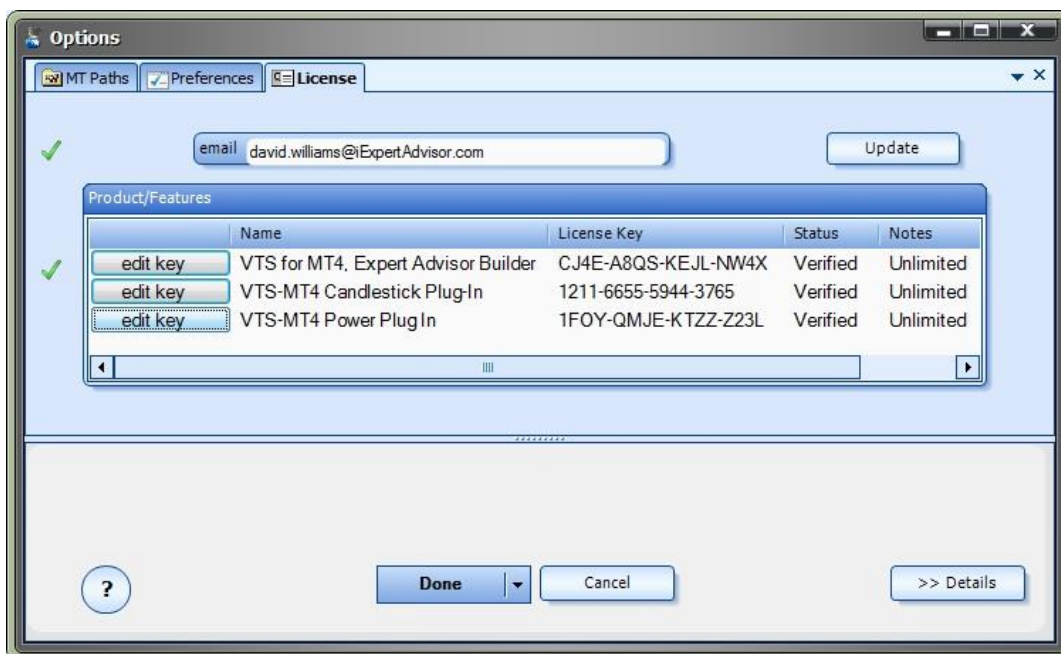 Options
MT Paths Preferences License
email david.williams@iExpertAdvisor.com Update
Product/Features
Name License Key Status Notes
edit key VTS for MT4, Expert Advisor Builder CJ4E-A8QS-KEJL-NW4X Verified Unlimited
edit key VTS-MT4 Candlestick Plug-In 1211-6655-5944-3765 Verified Unlimited
edit key VTS-MT4 Power Plug In 1FOY-QMJE-KTZZ-Z23L Verified Unlimited
? Done Cancel >> Details